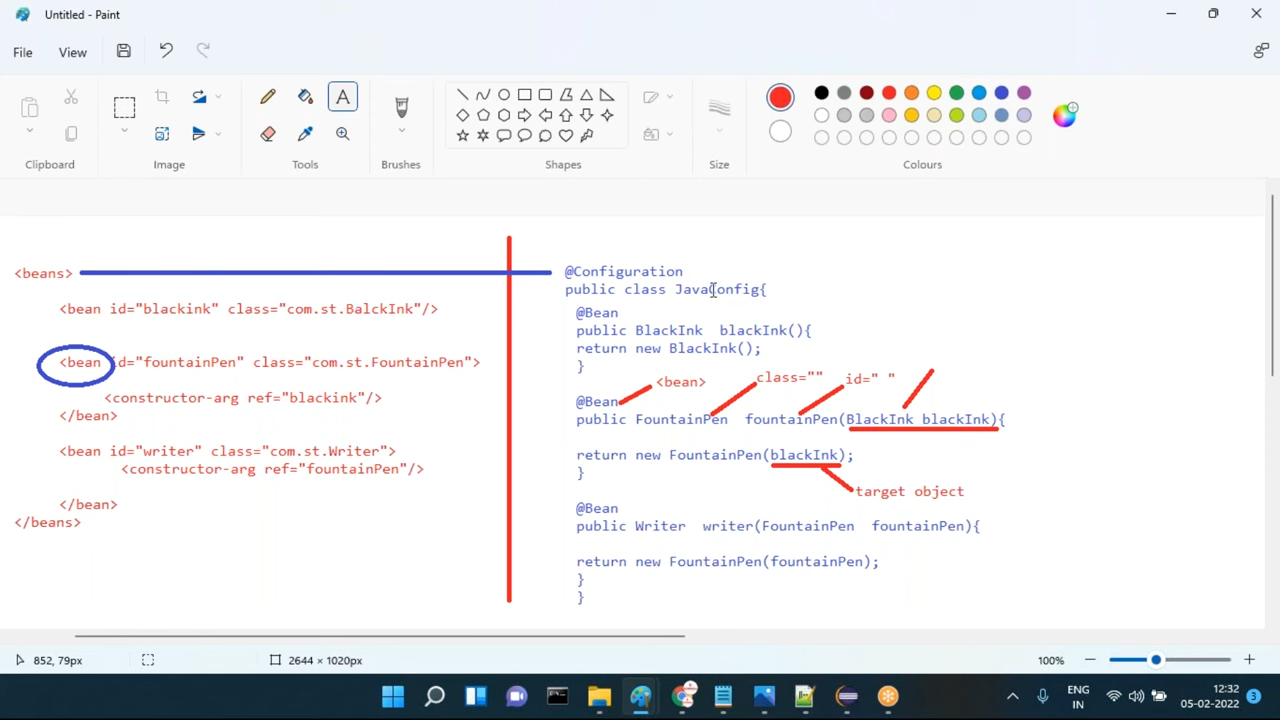 Untitled - Paint
File View
Clipboard Image Tools Brushes Shapes Size Colours
<beans>
<bean id="blackink" class="com.st.BalckInk"/>
<bean id="fountainPen" class="com.st.FountainPen">
<constructor-arg ref="blackink"/>
</bean>
<bean id="writer" class="com.st.Writer">
<constructor-arg ref="fountainPen"/>
</bean>
</beans>
@Configuration
public class JavaConfig{
@Bean
public BlackInk blackInk(){
return new BlackInk();
}
<bean> class="" id=" "
@Bean
public FountainPen fountainPen(BlackInk blackInk){
return new FountainPen(blackInk);
}
target object
@Bean
public Writer writer(FountainPen fountainPen){
return new FountainPen(fountainPen);
}
}
852, 79px 2644 × 1020px 100%
ENG
IN
12:32
05-02-2022
3